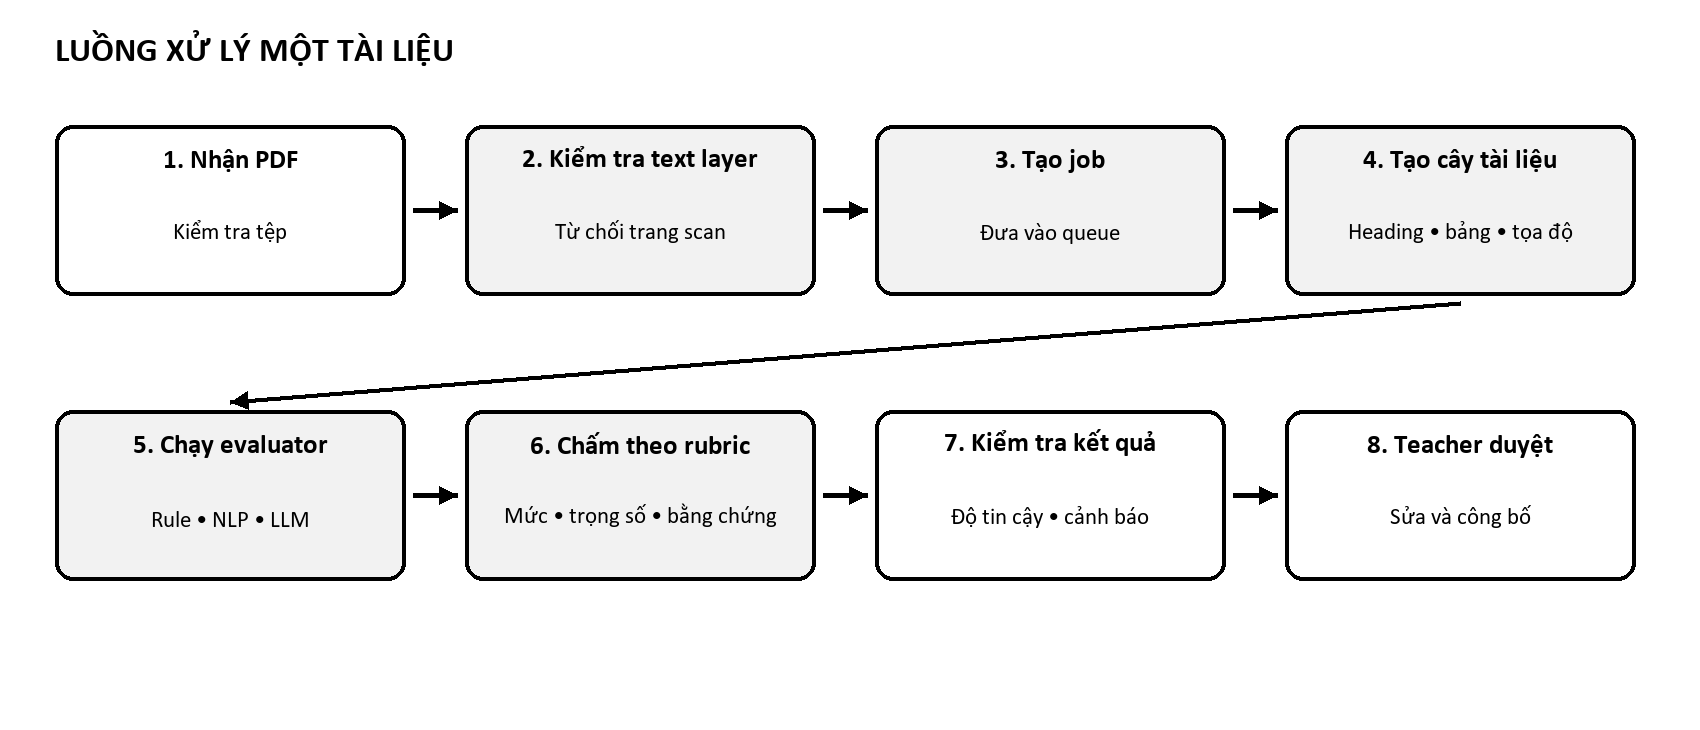 LUỒNG XỬ LÝ MỘT TÀI LIỆU
1. Nhận PDF
Kiểm tra tệp
2. Kiểm tra text layer
Từ chối trang scan
3. Tạo job
Đưa vào queue
4. Tạo cây tài liệu
Heading • bảng • tọa độ
5. Chạy evaluator
Rule • NLP • LLM
6. Chấm theo rubric
Mức • trọng số • bằng chứng
7. Kiểm tra kết quả
Độ tin cậy • cảnh báo
8. Teacher duyệt
Sửa và công bố